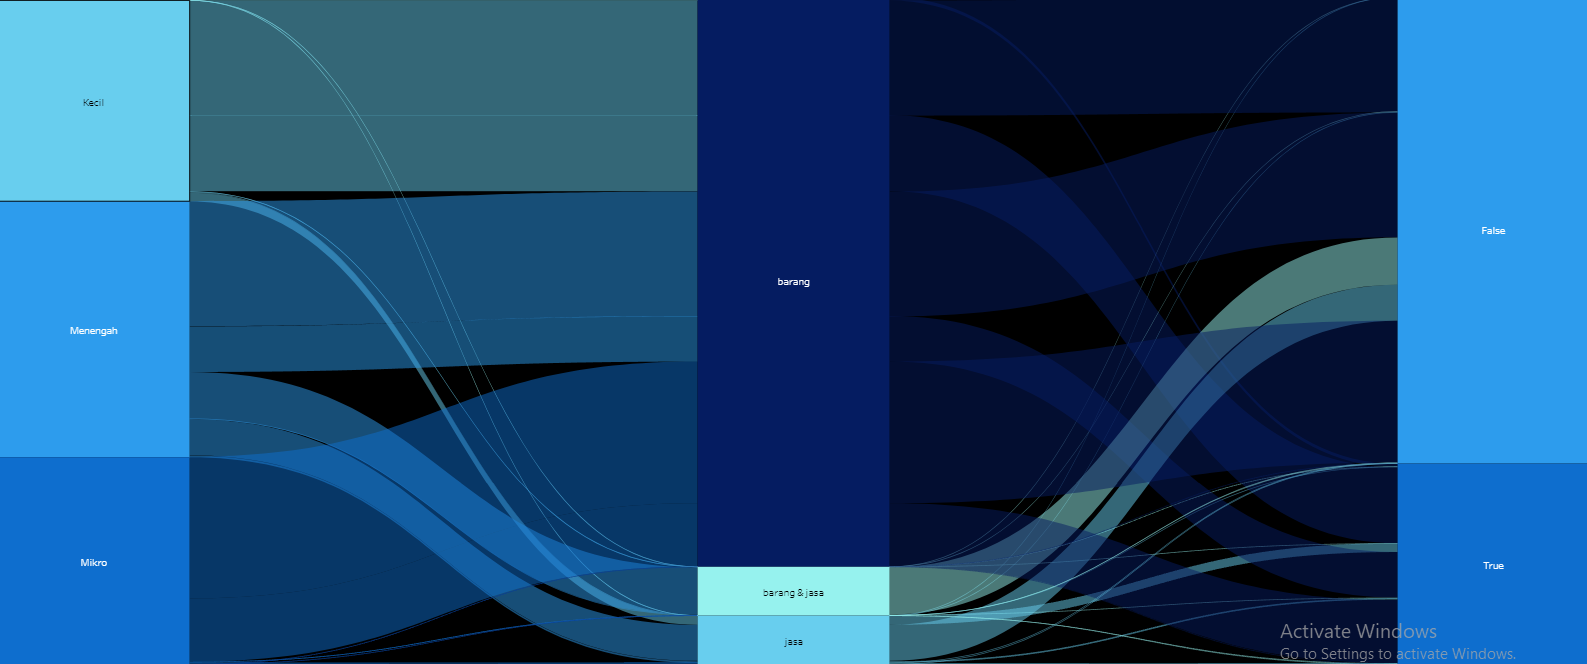 Kecil
Menengah
Mikro
barang
barang & jasa
jasa
False
True
Activate Windows
Go to Settings to activate Windows.